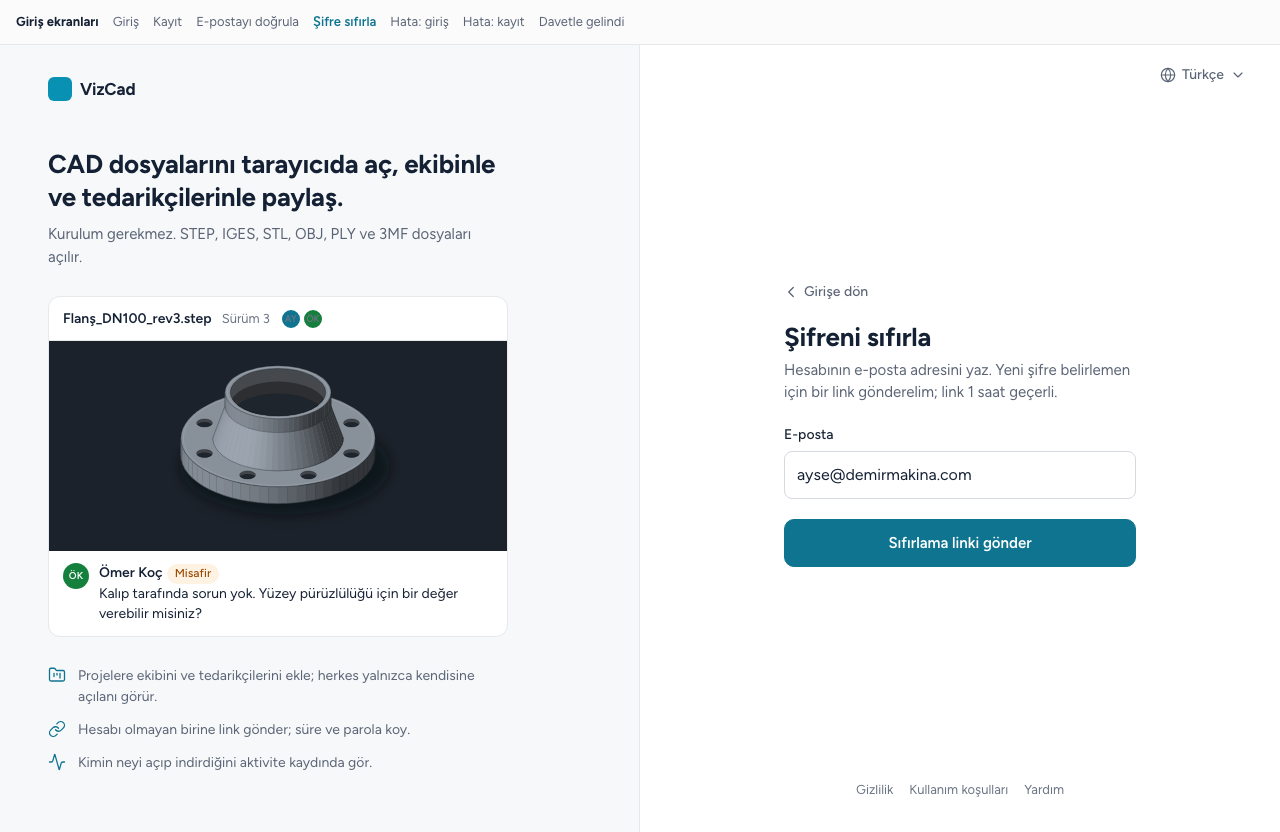 Giriş ekranları Giriş Kayıt E-postayı doğrula Şifre sıfırla Hata: giriş Hata: kayıt Davetle gelindi
VizCad
CAD dosyalarını tarayıcıda aç, ekibinle
ve tedarikçilerinle paylaş.
Kurulum gerekmez. STEP, IGES, STL, OBJ, PLY ve 3MF dosyaları
açılır.
Flanş_DN100_rev3.step Sürüm 3
ÖK Ömer Koç Misafir
Kalıp tarafında sorun yok. Yüzey pürüzlülüğü için bir değer
verebilir misiniz?
Projelere ekibini ve tedarikçilerini ekle; herkes yalnızca kendisine
açılanı görür.
Hesabı olmayan birine link gönder; süre ve parola koy.
Kimin neyi açıp indirdiğini aktivite kaydında gör.
Türkçe
Girişe dön
Şifreni sıfırla
Hesabının e-posta adresini yaz. Yeni şifre belirlemen
için bir link gönderelim; link 1 saat geçerli.
E-posta
ayse@demirmakina.com
Sıfırlama linki gönder
Gizlilik Kullanım koşulları Yardım